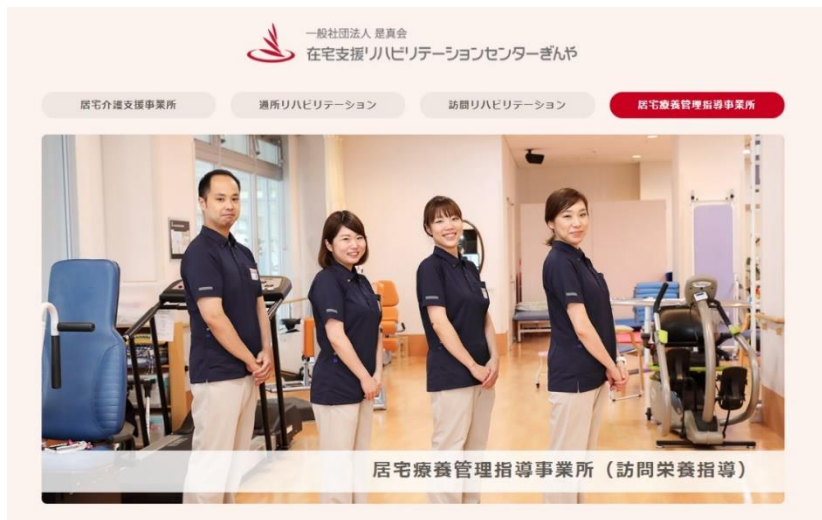 一般社団法人 是真会
在宅支援リハビリテーションセンターぎんや
居宅介護支援事業所
通所リハビリテーション
訪問リハビリテーション
居宅療養管理指導事業所
居宅療養管理指導事業所（訪問栄養指導）